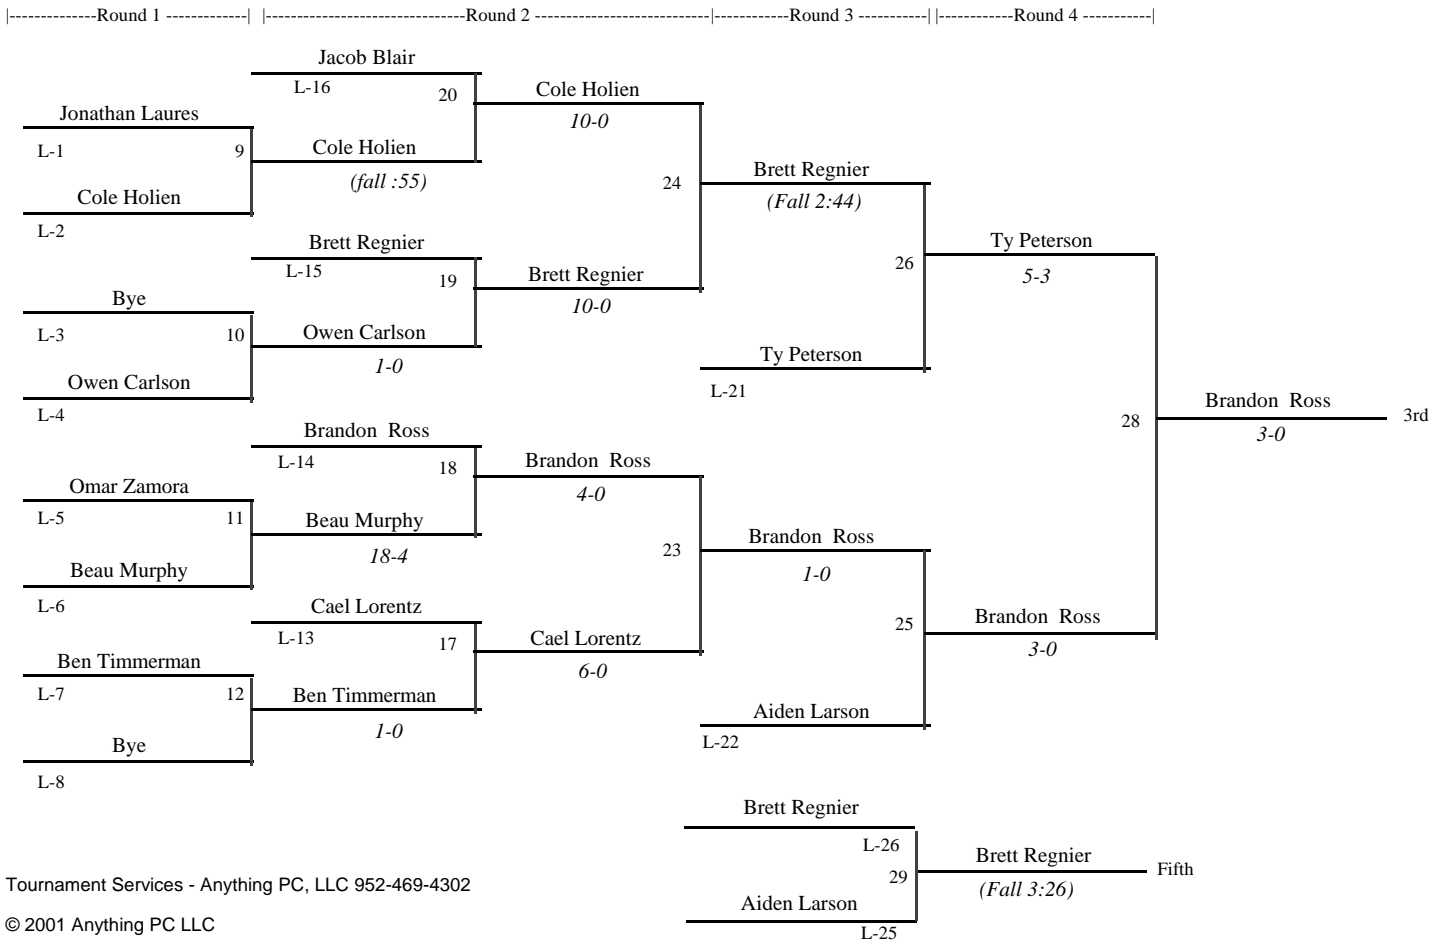 |--------------Round 1 -------------|  |--------------------------------Round 2 ----------------------------|------------Round 3 -----------| |------------Round 4 -----------|
Jacob Blair
L-16
20
Cole Holien
10-0
Jonathan Laures
L-1
9
Cole Holien
(fall :55)
Cole Holien
L-2
24
Brett Regnier
(Fall 2:44)
Brett Regnier
L-15
19
Brett Regnier
10-0
26
Ty Peterson
5-3
Bye
L-3
10
Owen Carlson
1-0
Ty Peterson
L-21
Owen Carlson
L-4
28
Brandon  Ross
3-0
3rd
Brandon  Ross
L-14
18
Brandon  Ross
4-0
Omar Zamora
L-5
11
Beau Murphy
18-4
23
Brandon  Ross
1-0
Beau Murphy
L-6
Cael Lorentz
L-13
17
Cael Lorentz
6-0
25
Brandon  Ross
3-0
Ben Timmerman
L-7
12
Ben Timmerman
1-0
Aiden Larson
L-22
Bye
L-8
Brett Regnier
L-26
29
Brett Regnier
(Fall 3:26)
Fifth
Aiden Larson
L-25
Tournament Services - Anything PC, LLC 952-469-4302
© 2001 Anything PC LLC